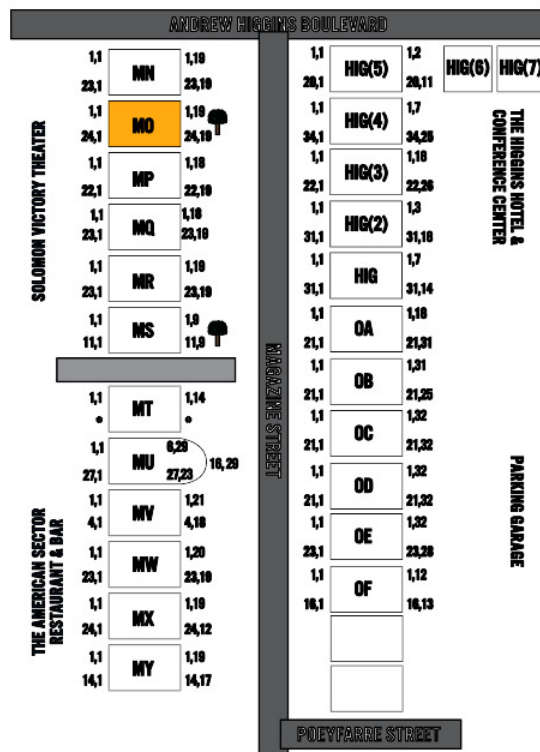 ANDREW HIGGINS BOULEVARD
SOLOMON VICTORY THEATER
1,1 MN 1,19
23,1 23,19
1,1 MO 1,19
24,1 24,19
1,1 MP 1,18
22,1 22,19
1,1 MQ 1,18
23,1 23,19
1,1 MR 1,19
23,1 23,19
1,1 MS 1,9
11,1 11,9
THE AMERICAN SECTOR
RESTAURANT & BAR
1,1 MT 1,14
* *
1,1 MU 6,29
16,29
27,1 27,23
1,1 MV 1,21
4,1 4,18
1,1 MW 1,20
23,1 23,19
1,1 MX 1,19
24,1 24,12
1,1 MY 1,19
14,1 14,17
MAGAZINE STREET
1,1 HIG(5) 1,2 HIG(6) HIG(7)
20,1 20,11
1,1 HIG(4) 1,7
34,1 34,25
1,1 HIG(3) 1,16
22,1 22,26
1,1 HIG(2) 1,3
31,1 31,16
1,1 HIG 1,7
31,1 31,14
1,1 OA 1,18
21,1 21,31
1,1 OB 1,31
21,1 21,25
1,1 OC 1,32
21,1 21,32
1,1 OD 1,32
21,1 21,32
1,1 OE 1,32
23,1 23,28
1,1 OF 1,12
16,1 16,13
THE HIGGINS HOTEL &
CONFERENCE CENTER
PARKING GARAGE
POEYFARRE STREET